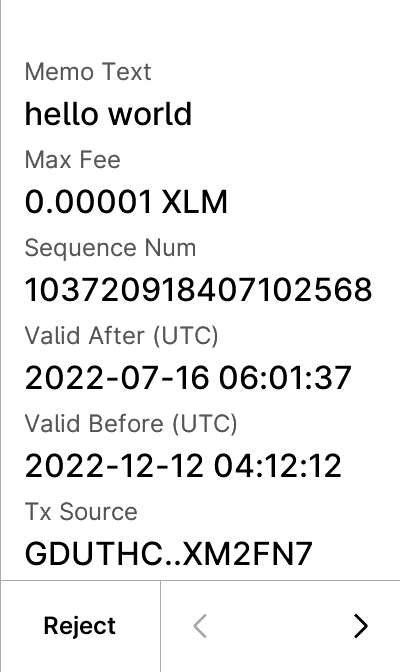 Memo Text
hello world
Max Fee
0.00001 XLM
Sequence Num
103720918407102568
Valid After (UTC)
2022-07-16 06:01:37
Valid Before (UTC)
2022-12-12 04:12:12
Tx Source
GDUTHC..XM2FN7
Reject